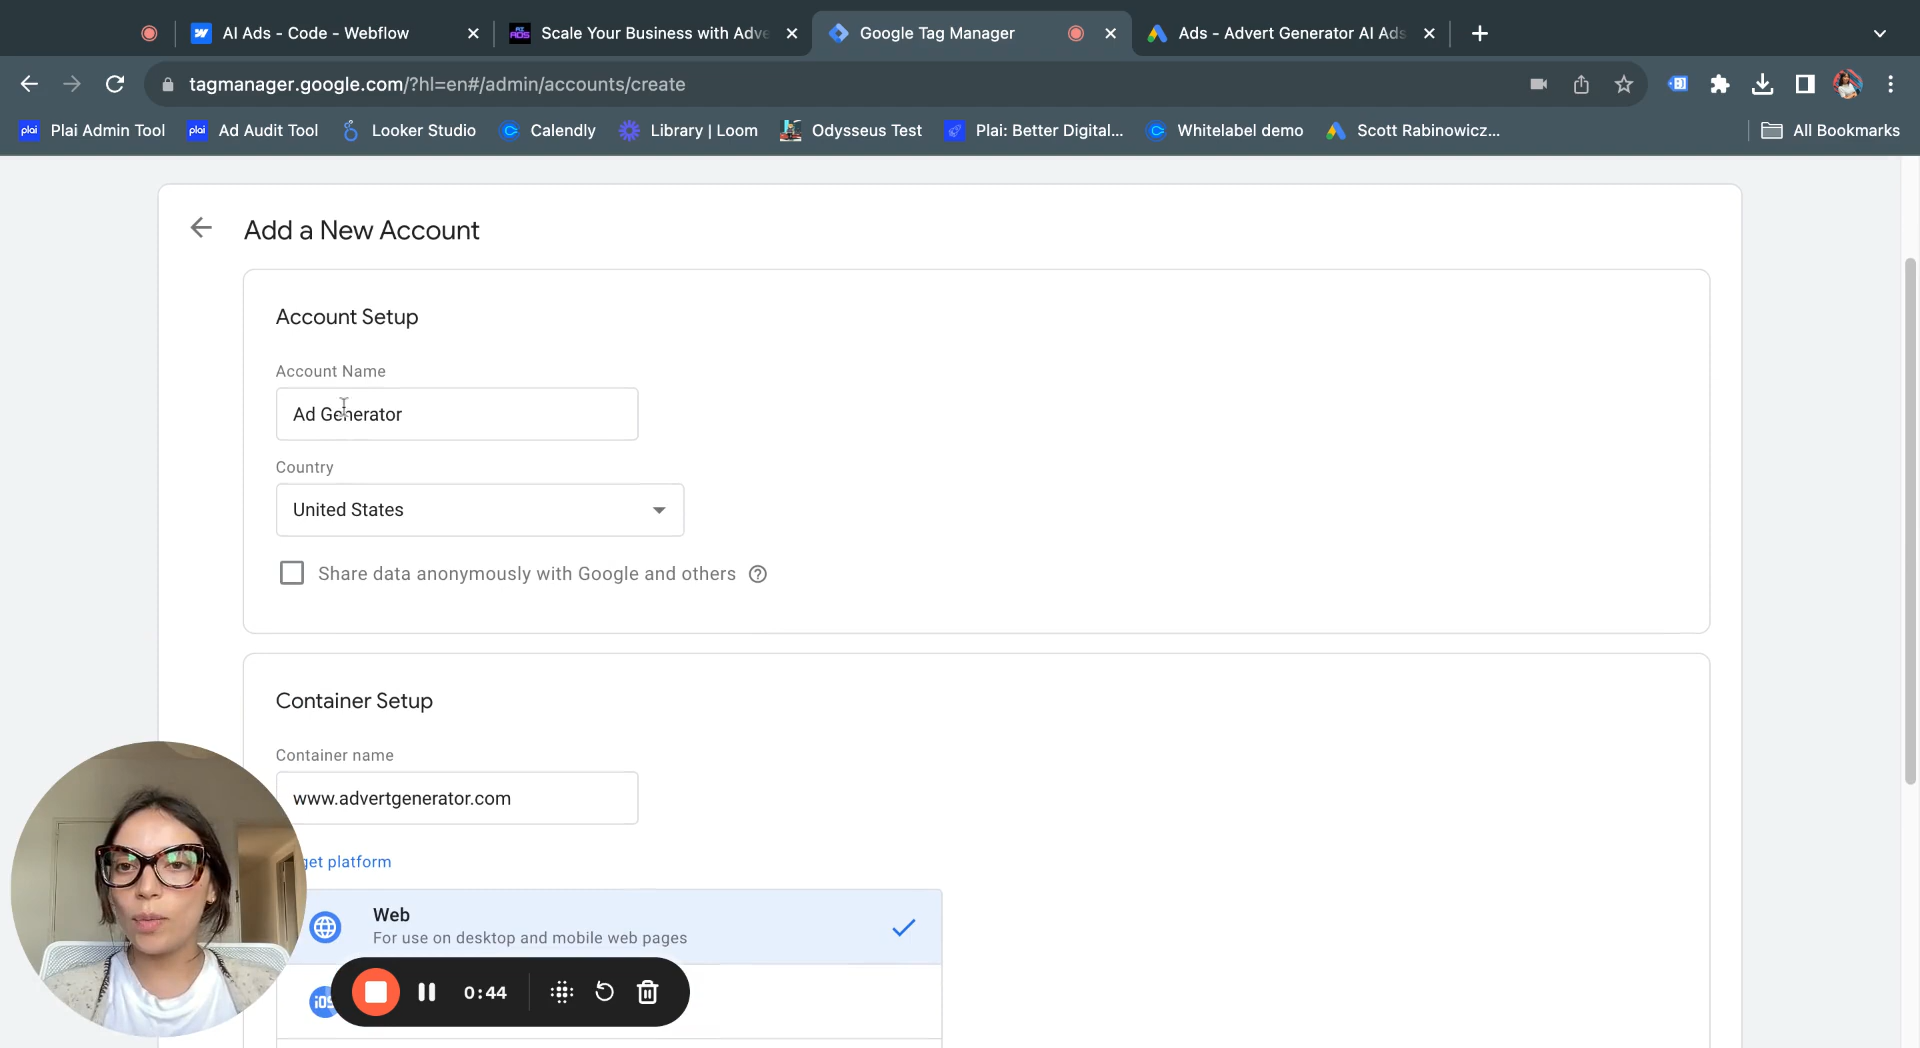 AI Ads - Code - Webflow
Scale Your Business with Adve
Google Tag Manager
Ads - Advert Generator AI Ads
tagmanager.google.com/?hl=en#/admin/accounts/create
plai Plai Admin Tool
plai Ad Audit Tool
Looker Studio
Calendly
Library | Loom
Odysseus Test
Plai: Better Digital...
Whitelabel demo
Scott Rabinowicz...
All Bookmarks
Add a New Account
Account Setup
Account Name
Ad Generator
Country
United States
Share data anonymously with Google and others
Container Setup
Container name
www.advertgenerator.com
get platform
Web
For use on desktop and mobile web pages
iOS
0:44